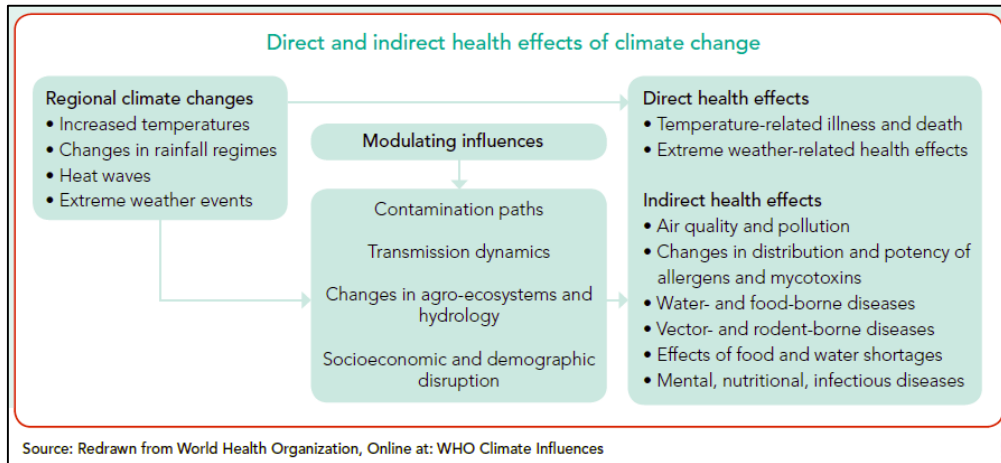 Direct and indirect health effects of climate change
Regional climate changes
• Increased temperatures
• Changes in rainfall regimes
• Heat waves
• Extreme weather events
Modulating influences
Contamination paths
Transmission dynamics
Changes in agro-ecosystems and
hydrology
Socioeconomic and demographic
disruption
Direct health effects
• Temperature-related illness and death
• Extreme weather-related health effects
Indirect health effects
• Air quality and pollution
• Changes in distribution and potency of
allergens and mycotoxins
• Water- and food-borne diseases
• Vector- and rodent-borne diseases
• Effects of food and water shortages
• Mental, nutritional, infectious diseases
Source: Redrawn from World Health Organization, Online at: WHO Climate Influences